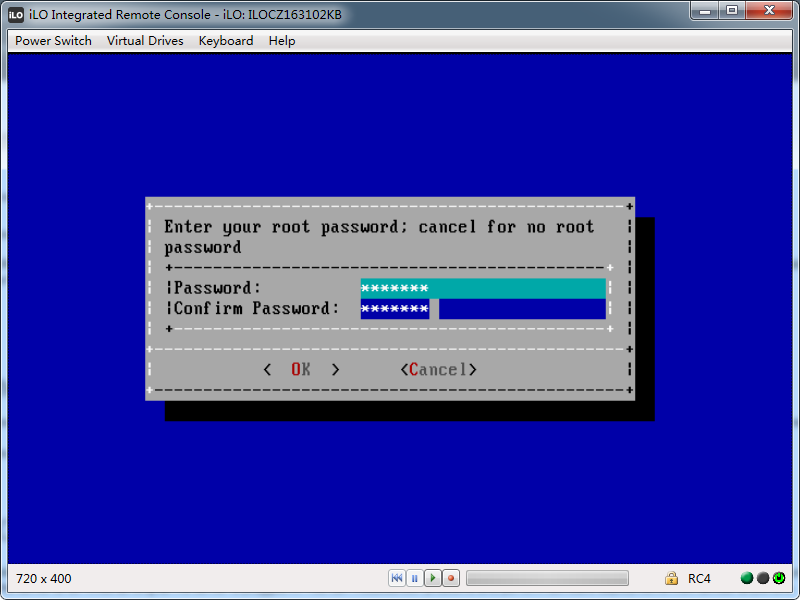 iLO iLO Integrated Remote Console - iLO: ILOCZ163102KB
Power Switch Virtual Drives Keyboard Help
Enter your root password; cancel for no root
password
Password: *******
Confirm Password: *******
< OK > <Cancel>
720 x 400 RC4